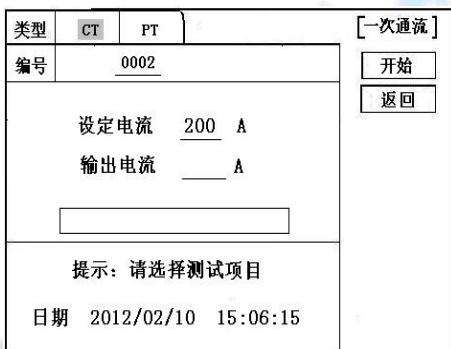 类型 CT PT [一次通流]
编号 0002 开始
返回
设定电流 200 A
输出电流 ____ A
提示：请选择测试项目
日期 2012/02/10 15:06:15